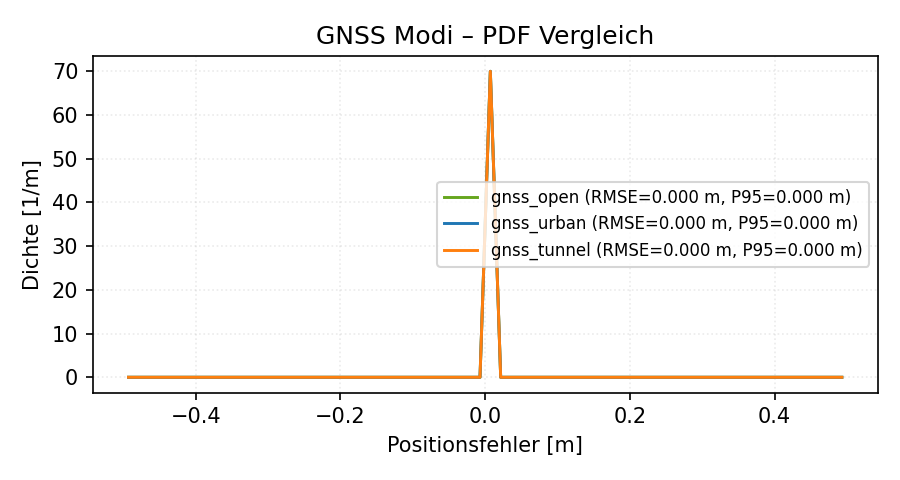 GNSS Modi – PDF Vergleich
70
60
50
40
30
20
10
0
Dichte [1/m]
gnss_open (RMSE=0.000 m, P95=0.000 m)
gnss_urban (RMSE=0.000 m, P95=0.000 m)
gnss_tunnel (RMSE=0.000 m, P95=0.000 m)
−0.4 −0.2 0.0 0.2 0.4
Positionsfehler [m]